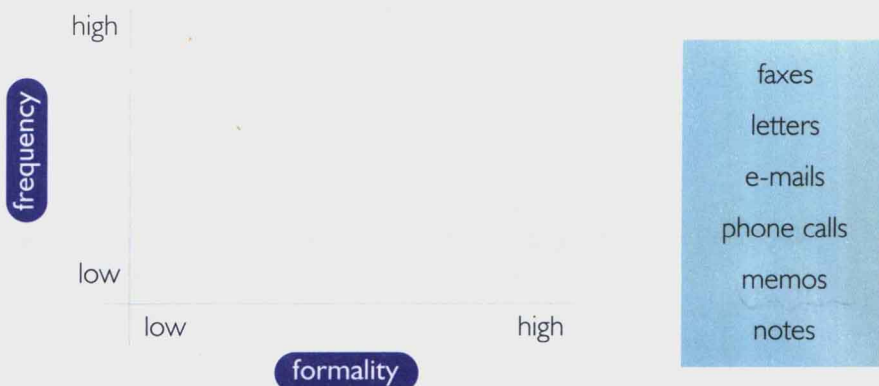 high
frequency
low
low high
formality
faxes
letters
e-mails
phone calls
memos
notes